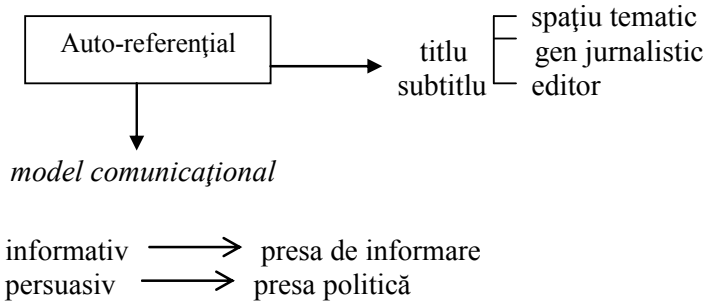 spaţiu tematic
Auto-referenţial
titlu gen jurnalistic
subtitlu editor
model comunicaţional
informativ presa de informare
persuasiv presa politică